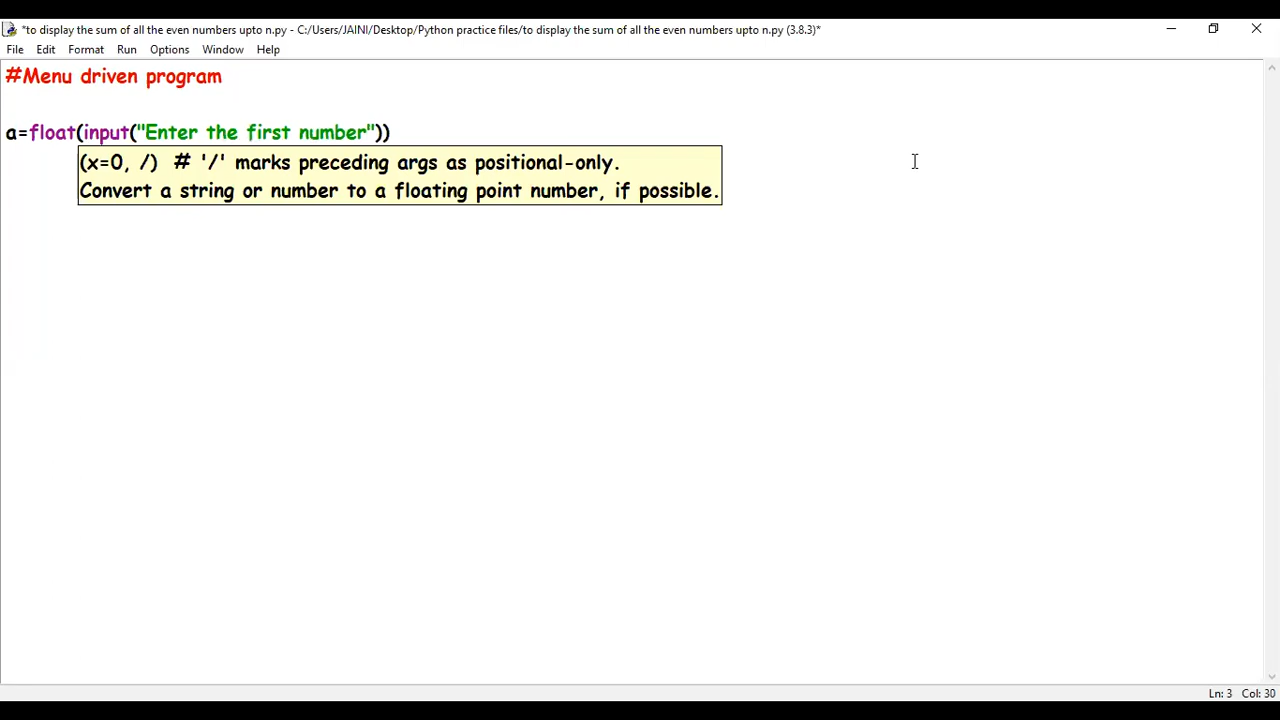 *to display the sum of all the even numbers upto n.py - C:/Users/JAINI/Desktop/Python practice files/to display the sum of all the even numbers upto n.py (3.8.3)*
File Edit Format Run Options Window Help
#Menu driven program
a=float(input("Enter the first number"))
(x=0, /) # '/' marks preceding args as positional-only.
Convert a string or number to a floating point number, if possible.
Ln: 3 Col: 30